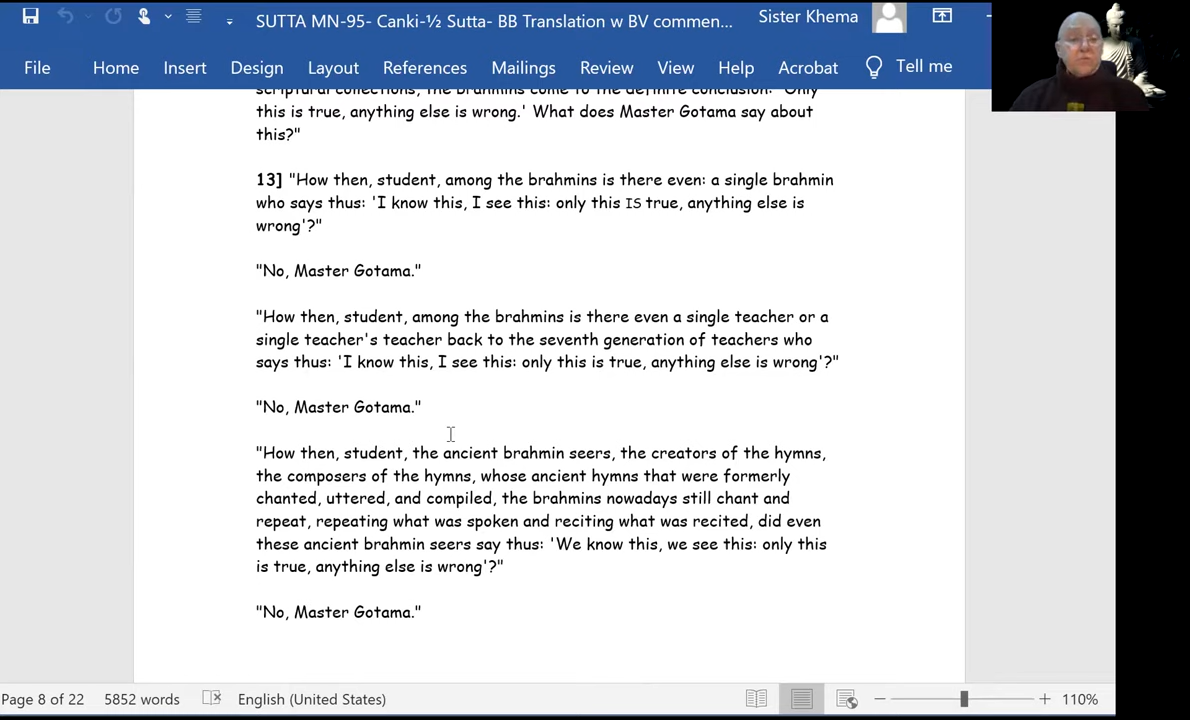 SUTTA MN-95- Canki-½ Sutta- BB Translation w BV commen...
Sister Khema
File Home Insert Design Layout References Mailings Review View Help Acrobat Tell me
scriptural collections, the brahmins come to the definite conclusion: 'Only
this is true, anything else is wrong.' What does Master Gotama say about
this?"
13] "How then, student, among the brahmins is there even: a single brahmin
who says thus: 'I know this, I see this: only this IS true, anything else is
wrong'?"
"No, Master Gotama."
"How then, student, among the brahmins is there even a single teacher or a
single teacher's teacher back to the seventh generation of teachers who
says thus: 'I know this, I see this: only this is true, anything else is wrong'?"
"No, Master Gotama."
"How then, student, the ancient brahmin seers, the creators of the hymns,
the composers of the hymns, whose ancient hymns that were formerly
chanted, uttered, and compiled, the brahmins nowadays still chant and
repeat, repeating what was spoken and reciting what was recited, did even
these ancient brahmin seers say thus: 'We know this, we see this: only this
is true, anything else is wrong'?"
"No, Master Gotama."
Page 8 of 22 5852 words English (United States) 110%